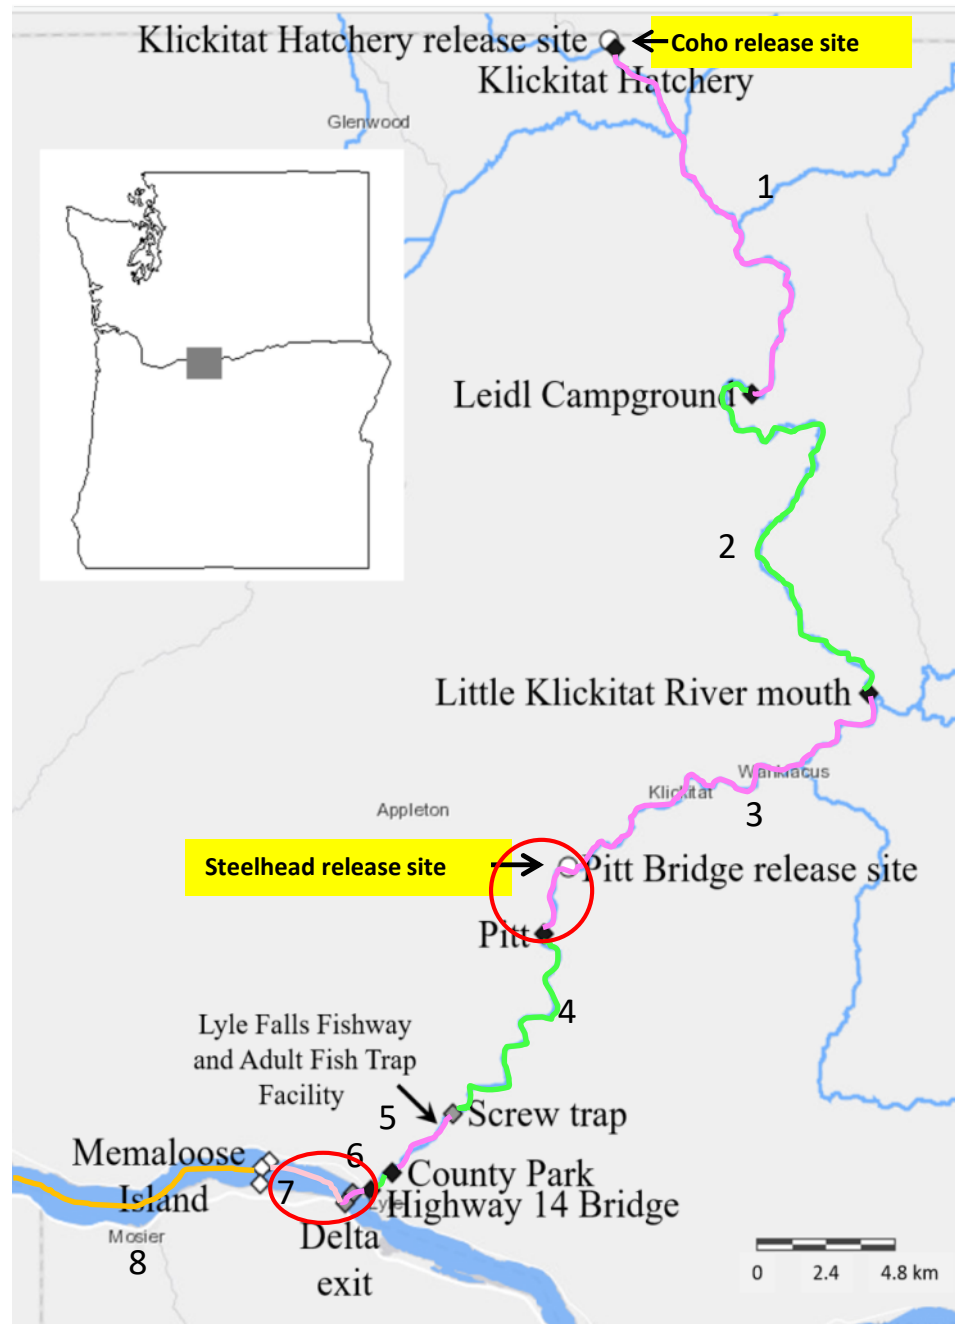 Klickitat Hatchery release site
Coho release site
Klickitat Hatchery
Glenwood
1
Leidl Campground
2
Little Klickitat River mouth
Wahkiacus
Klickitat
3
Appleton
Steelhead release site
Pitt Bridge release site
Pitt
4
Lyle Falls Fishway
and Adult Fish Trap
Facility
5
Screw trap
6
Memaloose
Island
County Park
7
Lyle
Highway 14 Bridge
Mosier
8
Delta
exit
0 2.4 4.8 km